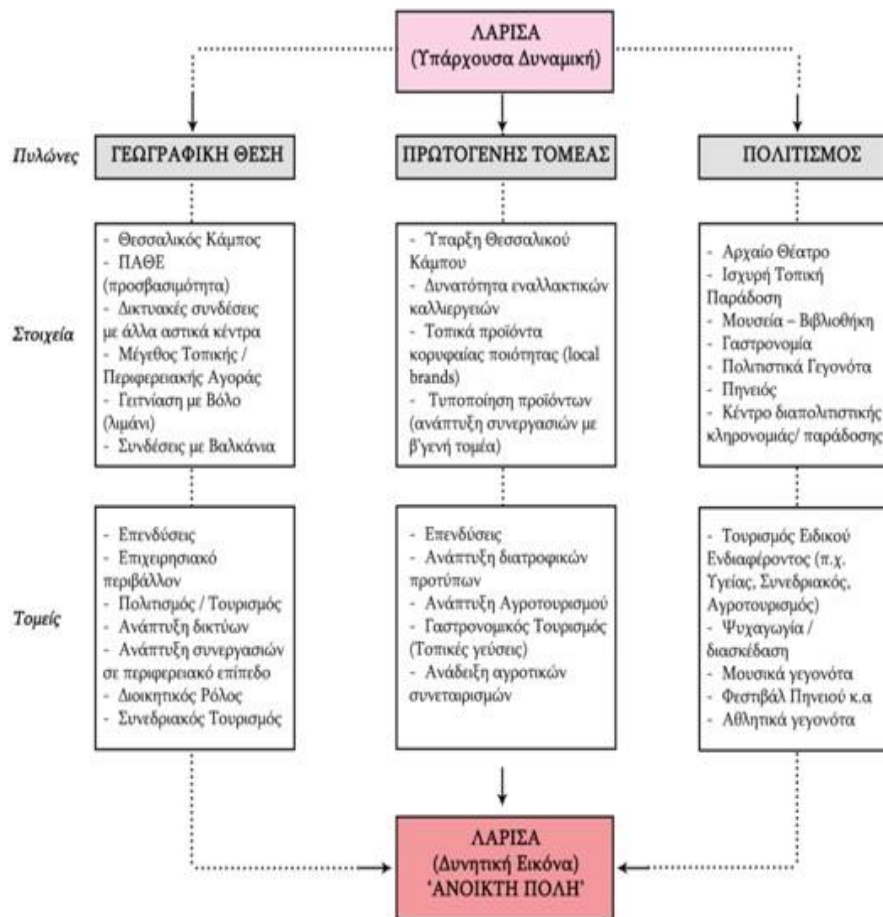 ΛΑΡΙΣΑ
(Υπάρχουσα Δυναμική)
Πυλώνες
ΓΕΩΓΡΑΦΙΚΗ ΘΕΣΗ
ΠΡΩΤΟΓΕΝΗΣ ΤΟΜΕΑΣ
ΠΟΛΙΤΙΣΜΟΣ
Στοιχεία
- Θεσσαλικός Κάμπος
- ΠΑΘΕ
(προσβασιμότητα)
- Δικτυακές συνδέσεις
με άλλα αστικά κέντρα
- Μέγεθος Τοπικής /
Περιφερειακής Αγοράς
- Γειτνίαση με Βόλο
(λιμάνι)
- Συνδέσεις με Βαλκάνια
- Ύπαρξη Θεσσαλικού
Κάμπου
- Δυνατότητα εναλλακτικών
καλλιεργειών
- Τοπικά προϊόντα
κορυφαίας ποιότητας (local
brands)
- Τυποποίηση προϊόντων
(ανάπτυξη συνεργασιών με
β'γενή τομέα)
- Αρχαίο Θέατρο
- Ισχυρή Τοπική
Παράδοση
- Μουσεία – Βιβλιοθήκη
- Γαστρονομία
- Πολιτιστικά Γεγονότα
- Πηνειός
- Κέντρο διαπολιτιστικής
κληρονομιάς/ παράδοσης
Τομείς
- Επενδύσεις
- Επιχειρησιακό
περιβάλλον
- Πολιτισμός / Τουρισμός
- Ανάπτυξη δικτύων
- Ανάπτυξη συνεργασιών
σε περιφερειακό επίπεδο
- Διοικητικός Ρόλος
- Συνεδριακός Τουρισμός
- Επενδύσεις
- Ανάπτυξη διατροφικών
προτύπων
- Ανάπτυξη Αγροτουρισμού
- Γαστρονομικός Τουρισμός
(Τοπικές γεύσεις)
- Ανάδειξη αγροτικών
συνεταιρισμών
- Τουρισμός Ειδικού
Ενδιαφέροντος (π.χ.
Υγείας, Συνεδριακός,
Αγροτουρισμός)
- Ψυχαγωγία /
διασκέδαση
- Μουσικά γεγονότα
- Φεστιβάλ Πηνειού κ.α
- Αθλητικά γεγονότα
ΛΑΡΙΣΑ
(Δυνητική Εικόνα)
'ΑΝΟΙΚΤΗ ΠΟΛΗ'